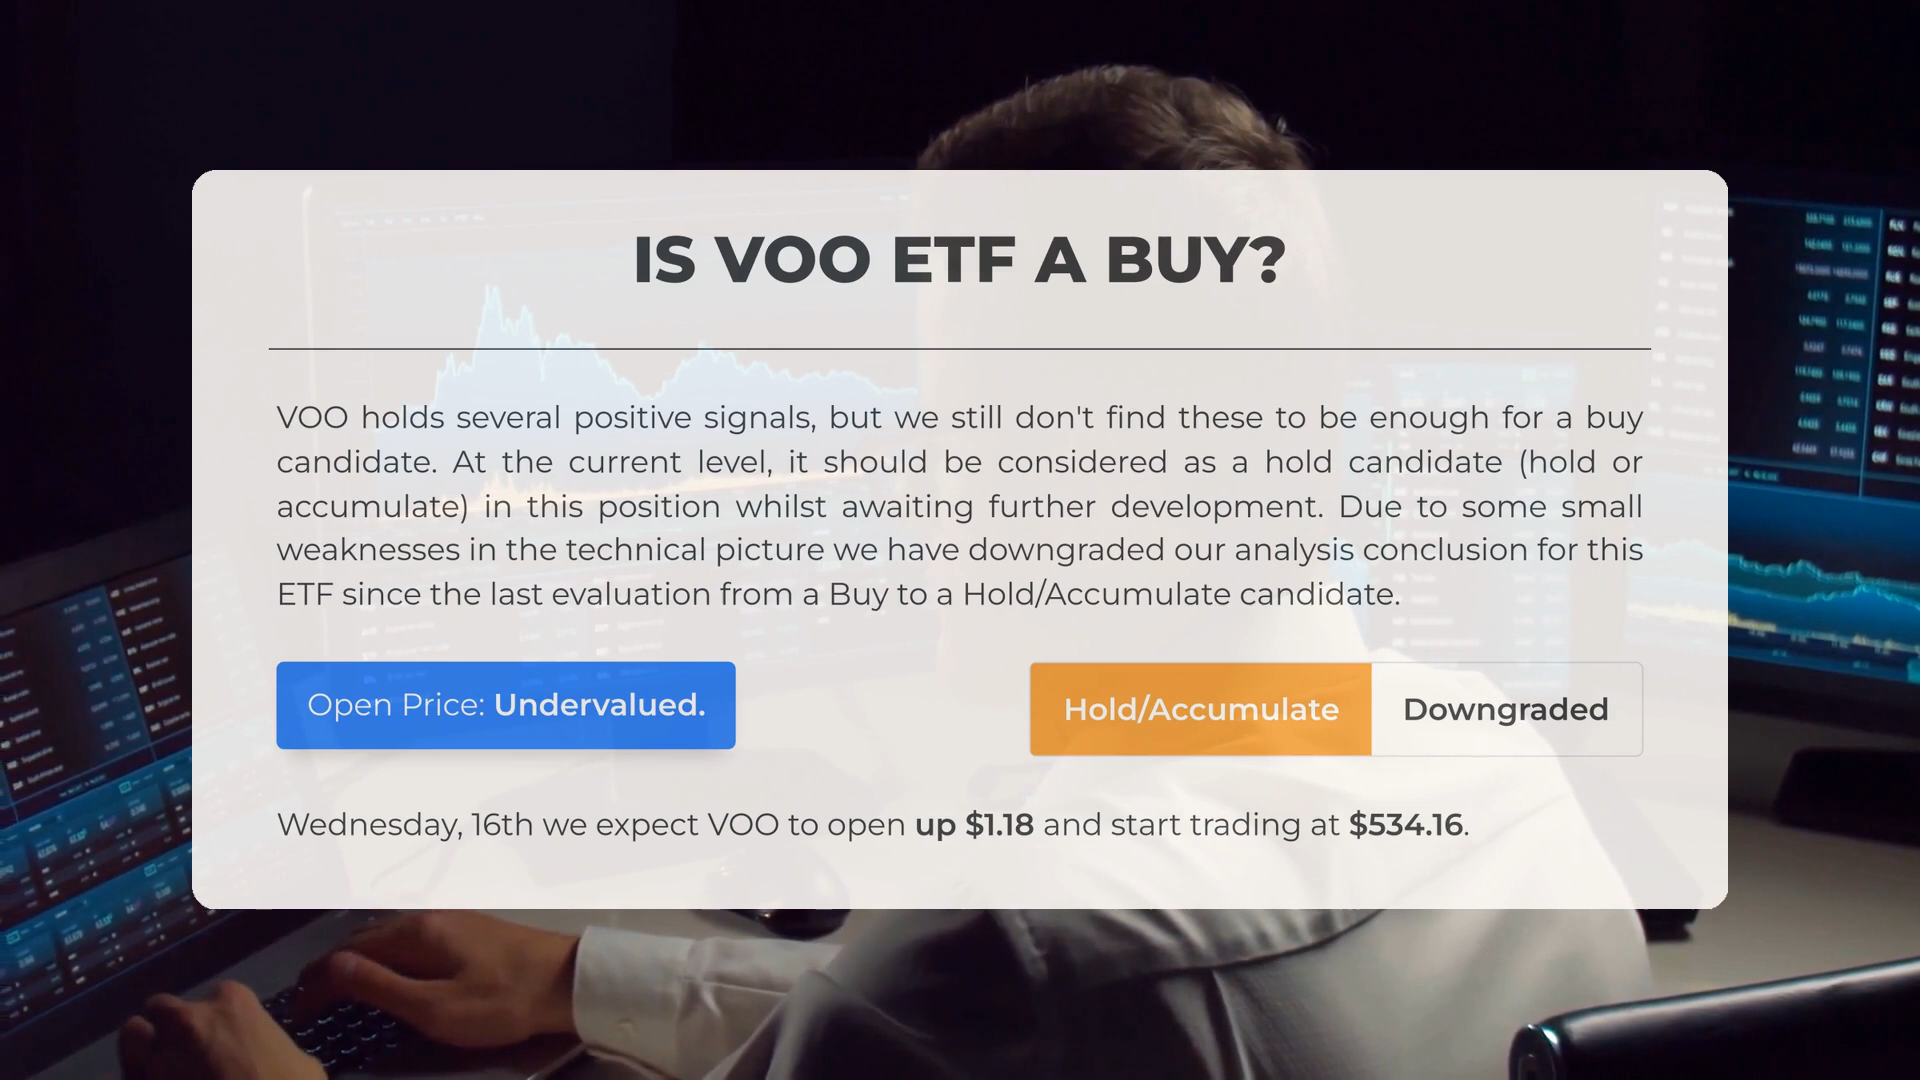 IS VOO ETF A BUY?
VOO holds several positive signals, but we still don't find these to be enough for a buy
candidate. At the current level, it should be considered as a hold candidate (hold or
accumulate) in this position whilst awaiting further development. Due to some small
weaknesses in the technical picture we have downgraded our analysis conclusion for this
ETF since the last evaluation from a Buy to a Hold/Accumulate candidate.
Open Price: Undervalued.
Hold/Accumulate Downgraded
Wednesday, 16th we expect VOO to open up $1.18 and start trading at $534.16.